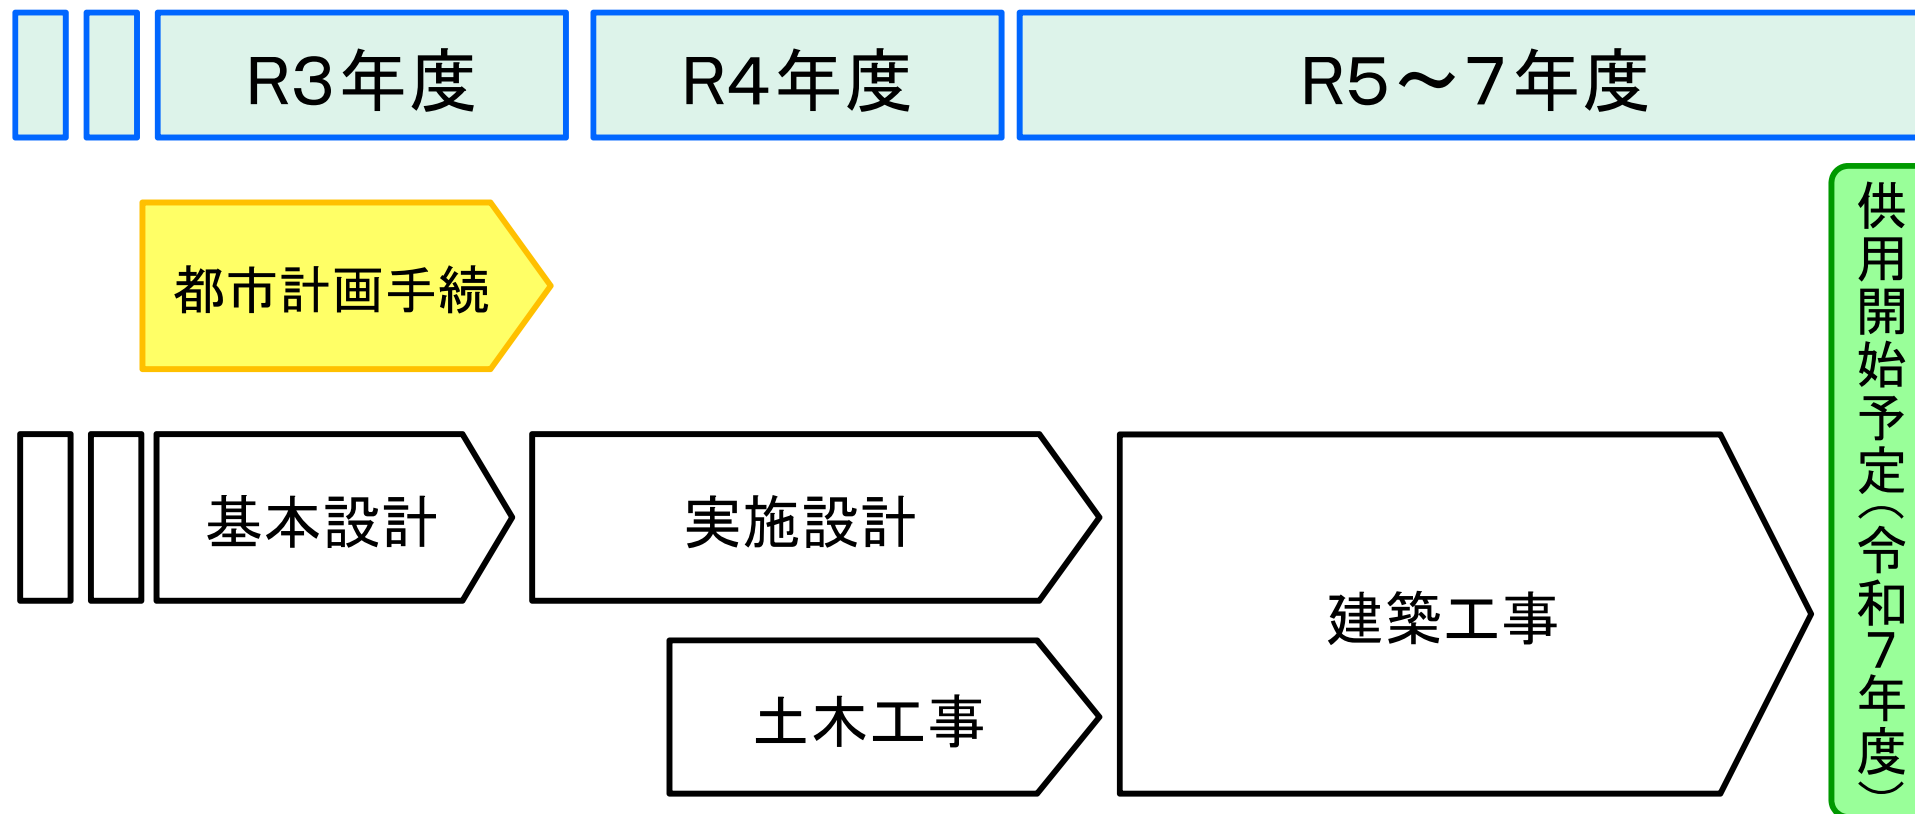 R3年度
R4年度
R5～7年度
都市計画手続
基本設計
実施設計
土木工事
建築工事
供用開始予定（令和7年度）